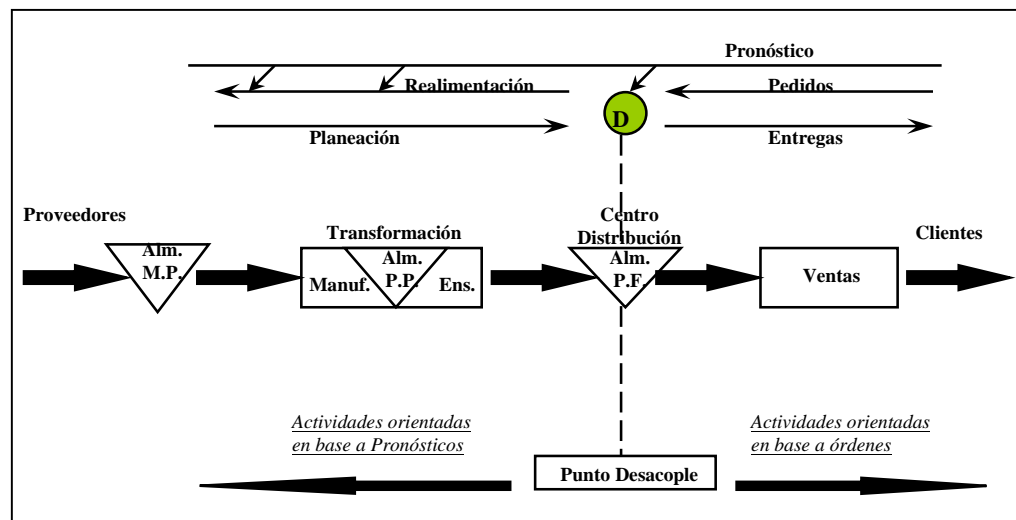 Pronóstico
Realimentación
Pedidos
D
Planeación
Entregas
Proveedores
Transformación
Centro
Distribución
Clientes
Alm.
M.P.
Manuf.
Alm.
P.P.
Ens.
Alm.
P.F.
Ventas
Actividades orientadas
en base a Pronósticos
Actividades orientadas
en base a órdenes
Punto Desacople